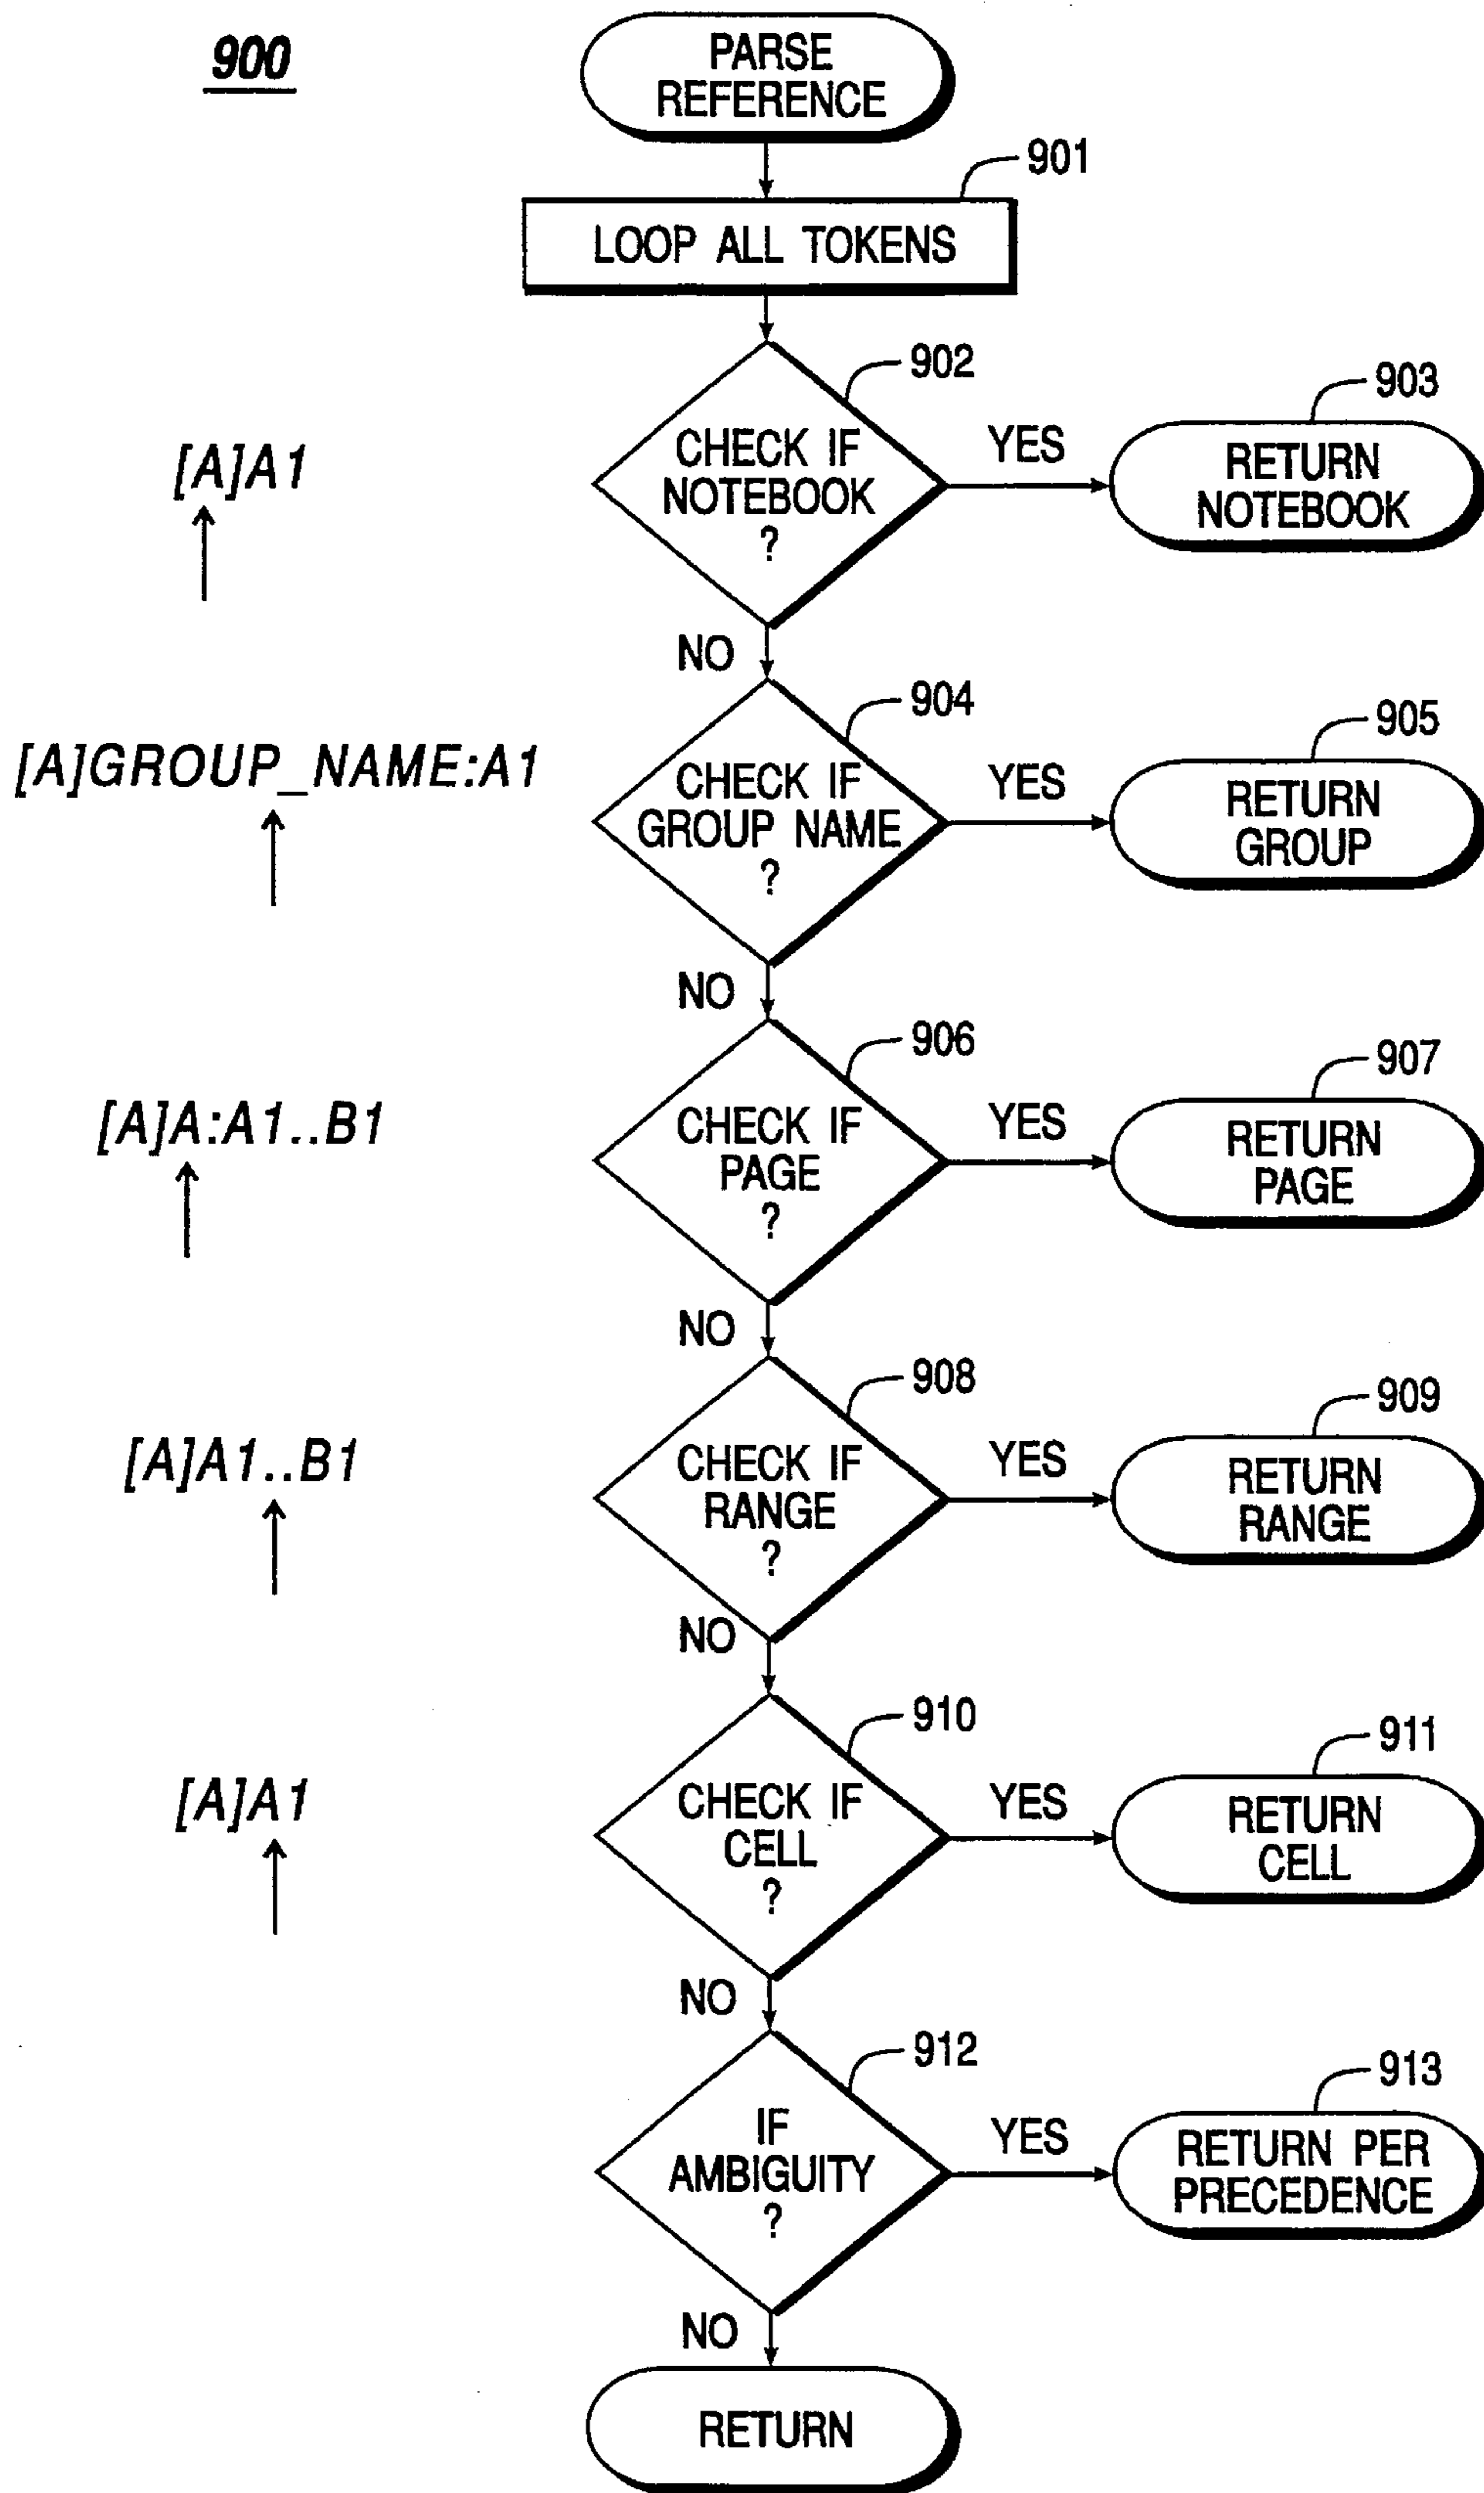 900
PARSE
REFERENCE
901
LOOP ALL TOKENS
902
903
[A]A1
CHECK IF
NOTEBOOK
?
YES
RETURN
NOTEBOOK
NO
904
905
[A]GROUP_NAME:A1
CHECK IF
GROUP NAME
?
YES
RETURN
GROUP
NO
906
907
[A]A:A1..B1
CHECK IF
PAGE
?
YES
RETURN
PAGE
NO
908
909
[A]A1..B1
CHECK IF
RANGE
?
YES
RETURN
RANGE
NO
910
911
[A]A1
CHECK IF
CELL
?
YES
RETURN
CELL
NO
912
913
IF
AMBIGUITY
?
YES
RETURN PER
PRECEDENCE
NO
RETURN